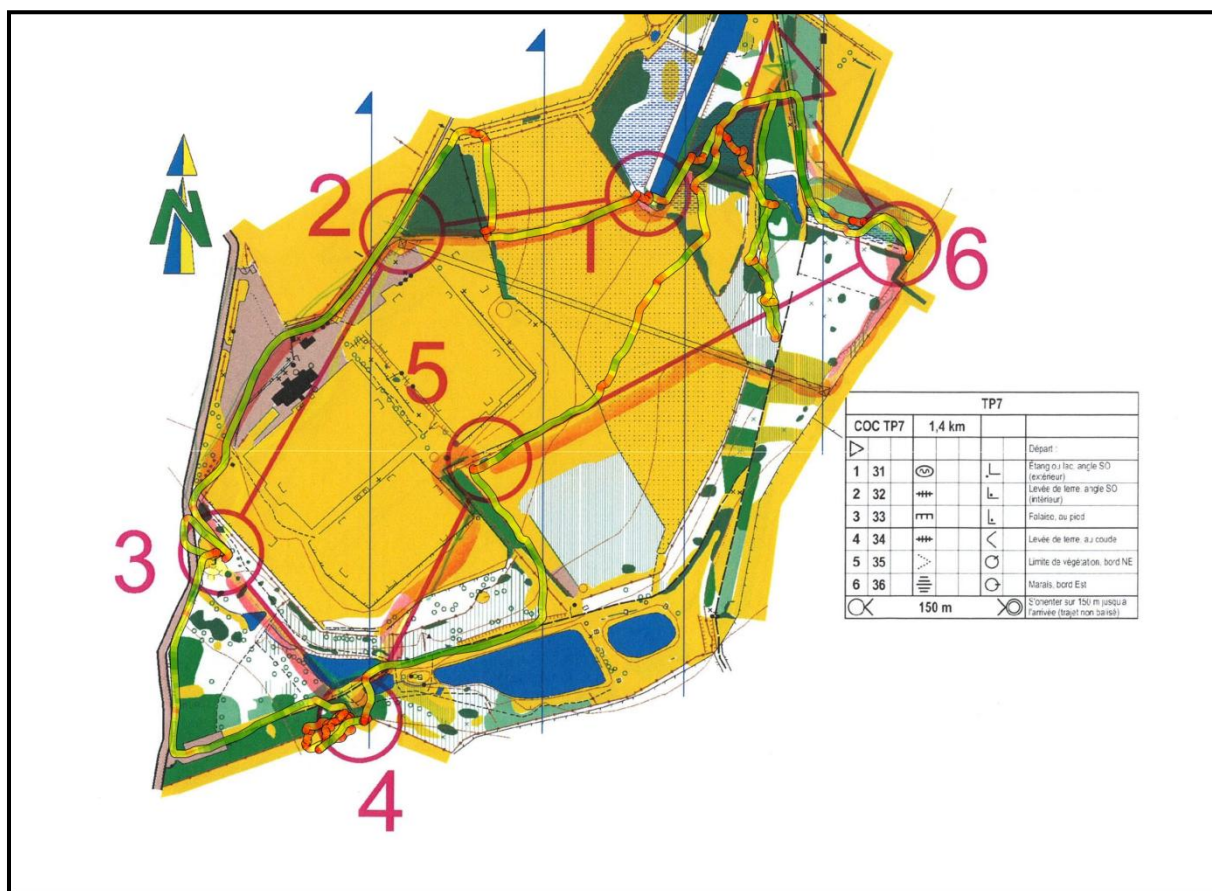 N
2
1
6
5
3
4
TP7
COC TP7 1,4 km
Départ :
1 31 Étang ou lac, angle SO (extérieur)
2 32 Levée de terre, angle SO (intérieur)
3 33 Falaise, au pied
4 34 Levée de terre, au coude
5 35 Limite de végétation, bord NE
6 36 Marais, bord Est
150 m S'orienter sur 150 m jusqu'à l'arrivée (trajet non balisé)